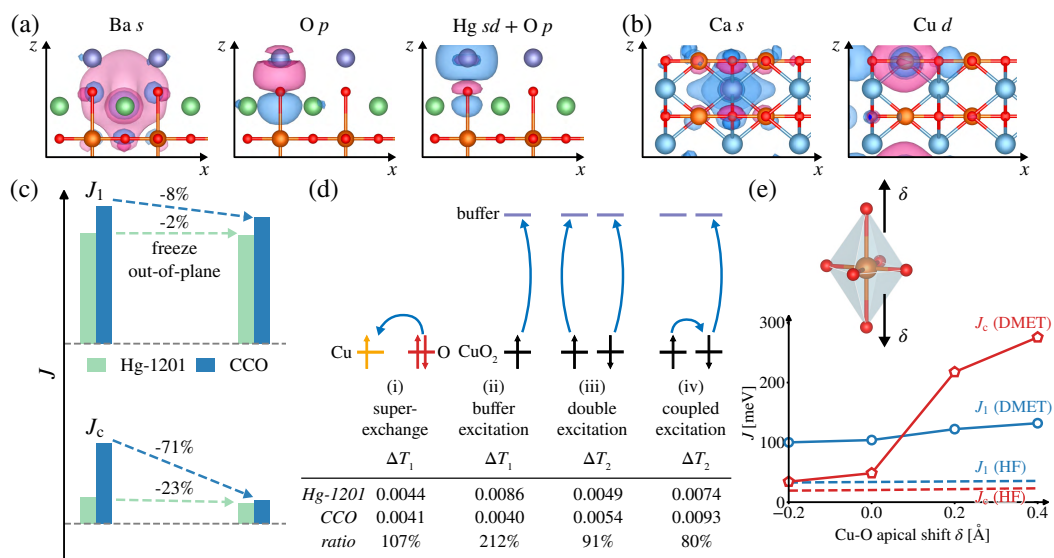 (a)
Ba s
O p
Hg sd + O p
z
x
z
x
z
x
(b)
Ca s
Cu d
z
x
z
x
(c)
J
J1
-8%
-2%
freeze
out-of-plane
Hg-1201
CCO
Jc
-71%
-23%
(d)
buffer
Cu
O
CuO2
(i) (ii) (iii) (iv)
super- buffer double coupled
exchange excitation excitation excitation
ΔT1 ΔT1 ΔT2 ΔT2
Hg-1201 0.0044 0.0086 0.0049 0.0074
CCO 0.0041 0.0040 0.0054 0.0093
ratio 107% 212% 91% 80%
(e)
δ
δ
J [meV]
300
200
100
0
Jc (DMET)
J1 (DMET)
J1 (HF)
Jc (HF)
−0.2 0.0 0.2 0.4
Cu-O apical shift δ [Å]